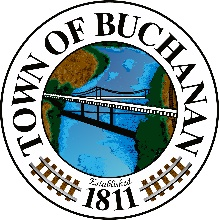 TOWN OF BUCHANAN
Established
1811